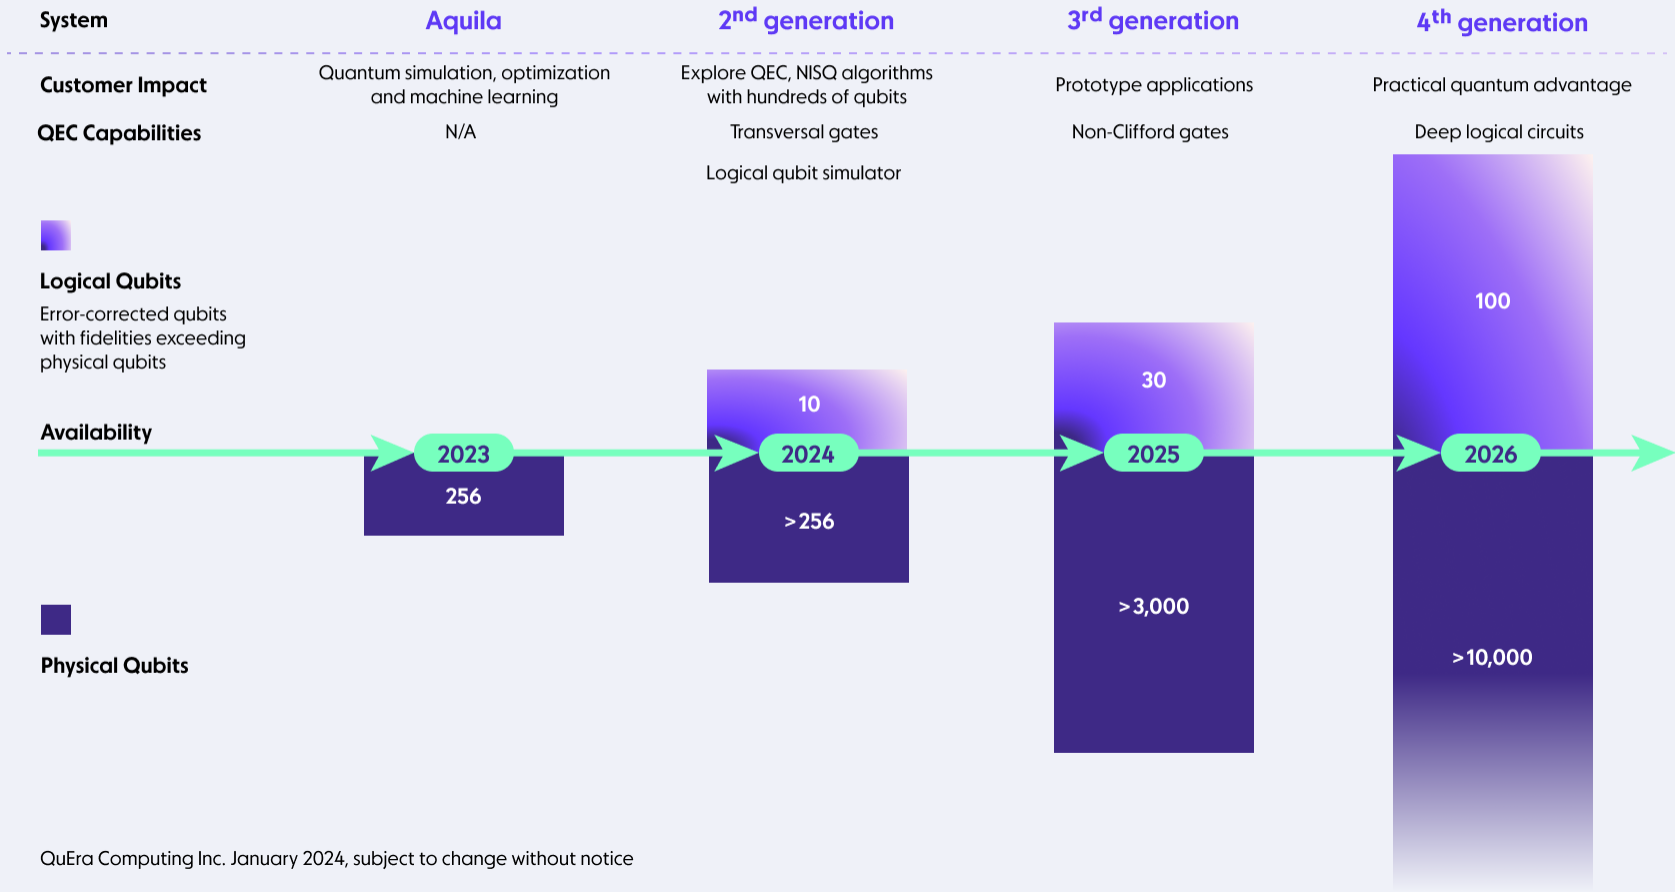 System
Aquila
2nd generation
3rd generation
4th generation
Customer Impact
Quantum simulation, optimization
and machine learning
Explore QEC, NISQ algorithms
with hundreds of qubits
Prototype applications
Practical quantum advantage
QEC Capabilities
N/A
Transversal gates
Logical qubit simulator
Non-Clifford gates
Deep logical circuits
Logical Qubits
Error-corrected qubits
with fidelities exceeding
physical qubits
10
30
100
Availability
2023
2024
2025
2026
256
>256
>3,000
>10,000
Physical Qubits
QuEra Computing Inc. January 2024, subject to change without notice